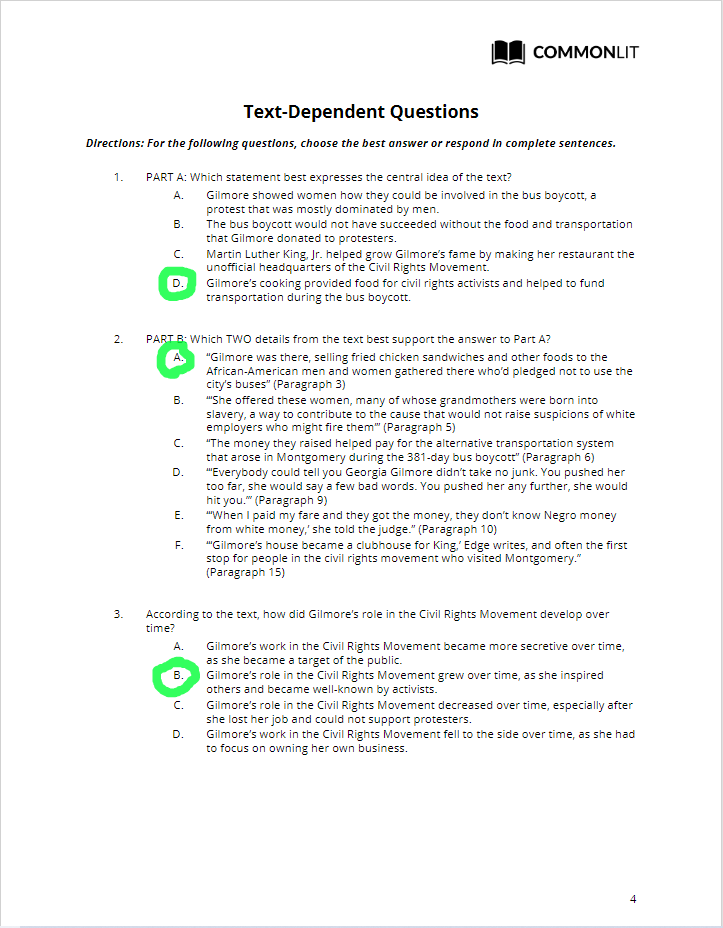 COMMONLIT
Text-Dependent Questions
Directions: For the following questions, choose the best answer or respond in complete sentences.
1. PART A: Which statement best expresses the central idea of the text?
A. Gilmore showed women how they could be involved in the bus boycott, a
protest that was mostly dominated by men.
B. The bus boycott would not have succeeded without the food and transportation
that Gilmore donated to protesters.
C. Martin Luther King, Jr. helped grow Gilmore’s fame by making her restaurant the
unofficial headquarters of the Civil Rights Movement.
D. Gilmore’s cooking provided food for civil rights activists and helped to fund
transportation during the bus boycott.
2. PART B: Which TWO details from the text best support the answer to Part A?
A. “Gilmore was there, selling fried chicken sandwiches and other foods to the
African-American men and women gathered there who’d pledged not to use the
city’s buses” (Paragraph 3)
B. “‘She offered these women, many of whose grandmothers were born into
slavery, a way to contribute to the cause that would not raise suspicions of white
employers who might fire them’” (Paragraph 5)
C. “The money they raised helped pay for the alternative transportation system
that arose in Montgomery during the 381-day bus boycott” (Paragraph 6)
D. “‘Everybody could tell you Georgia Gilmore didn’t take no junk. You pushed her
too far, she would say a few bad words. You pushed her any further, she would
hit you.’” (Paragraph 9)
E. “‘When I paid my fare and they got the money, they don’t know Negro money
from white money,’ she told the judge.” (Paragraph 10)
F. “‘Gilmore’s house became a clubhouse for King,’ Edge writes, and often the first
stop for people in the civil rights movement who visited Montgomery.”
(Paragraph 15)
3. According to the text, how did Gilmore’s role in the Civil Rights Movement develop over
time?
A. Gilmore’s work in the Civil Rights Movement became more secretive over time,
as she became a target of the public.
B. Gilmore’s role in the Civil Rights Movement grew over time, as she inspired
others and became well-known by activists.
C. Gilmore’s role in the Civil Rights Movement decreased over time, especially after
she lost her job and could not support protesters.
D. Gilmore’s work in the Civil Rights Movement fell to the side over time, as she had
to focus on owning her own business.
4